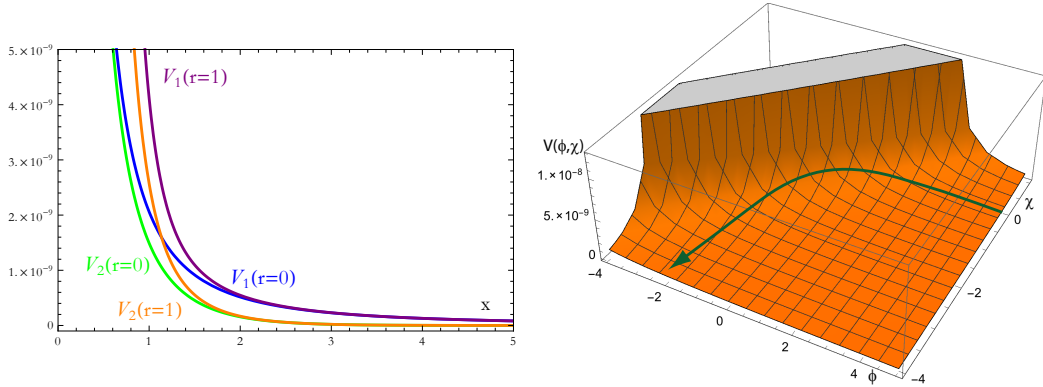 5.×10⁻⁹
4.×10⁻⁹
3.×10⁻⁹
2.×10⁻⁹
1.×10⁻⁹
0
V₁(r=1)
V₂(r=0)
V₁(r=0)
V₂(r=1)
x
0 1 2 3 4 5
V(ϕ,χ)
1.×10⁻⁸
5.×10⁻⁹
0
-4
-2
0
2
4
ϕ
χ
0
-2
-4